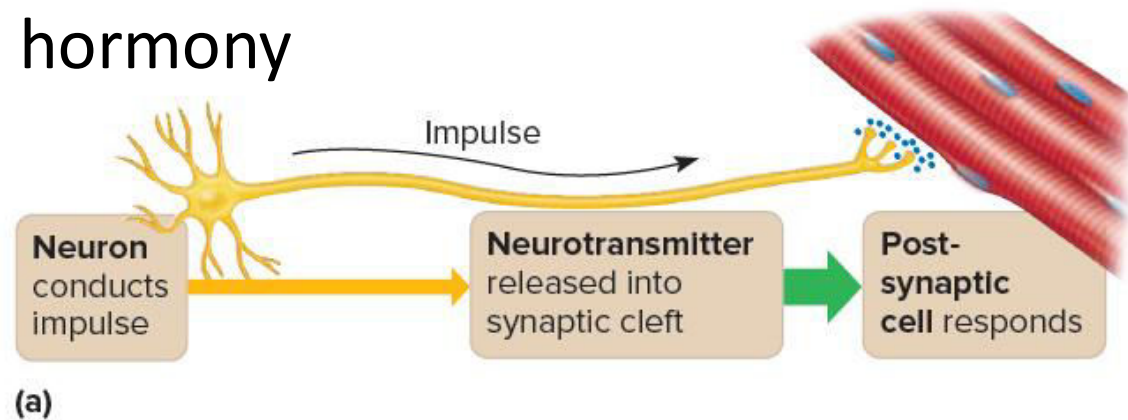 hormony
Impulse
Neuron
conducts
impulse
Neurotransmitter
released into
synaptic cleft
Post-
synaptic
cell responds
(a)